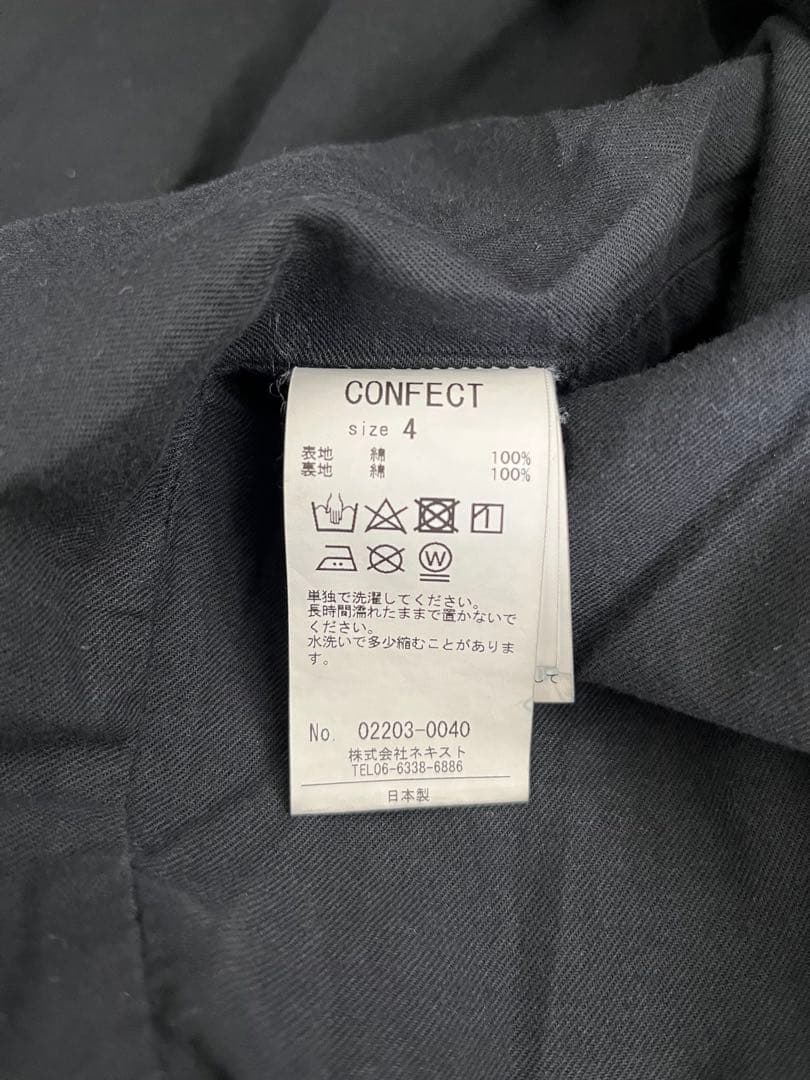 CONFECT
size 4
表地 綿 100%
裏地 綿 100%
W
単独で洗濯してください。
長時間濡れたままで置かないで
ください。
水洗いで多少縮むことがありま
す。
して
No. 02203-0040
株式会社ネキスト
TEL06-6338-6886
日本製